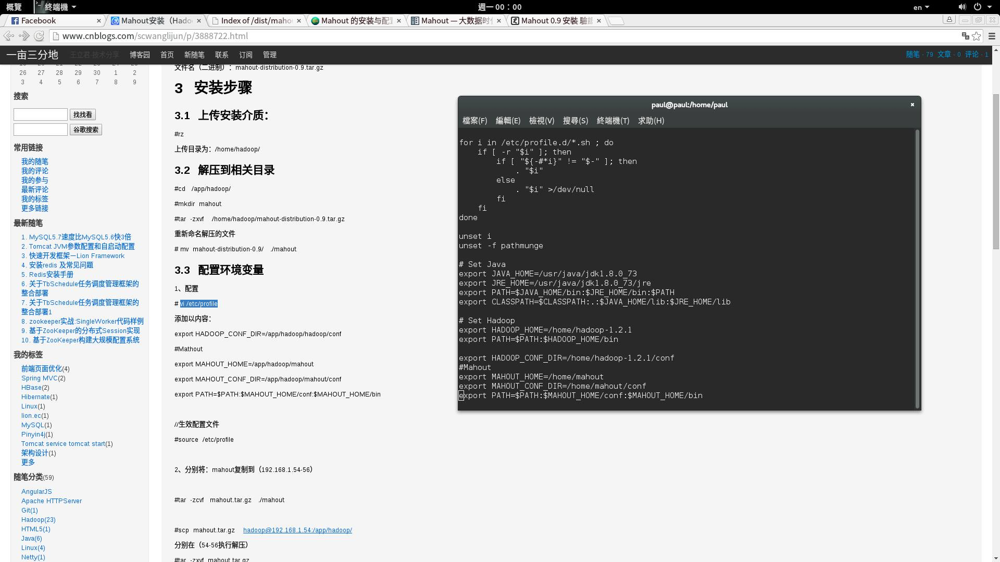 概覽
終端機
週一 00：00
en
Facebook
Mahout安装（Hado
Index of /dist/maho
Mahout 的安装与配
Mahout — 大数据时
Mahout 0.9 安裝 驗
www.cnblogs.com/scwanglijun/p/3888722.html
一亩三分地
王立君-技术分享
博客园
首页
新随笔
联系
订阅
管理
随笔 - 79 文章 - 0 评论 - 1
26 27 28 29 30 1 2
3 4 5 6 7 8 9
搜索
找找看
谷歌搜索
常用链接
我的随笔
我的评论
我的参与
最新评论
我的标签
更多链接
最新随笔
1. MySQL5.7速度比MySQL5.6快3倍
2. Tomcat JVM参数配置和自启动配置
3. 快速开发框架－Lion Framework
4. 安装redis 及常见问题
5. Redis安装手册
6. 关于TbSchedule任务调度管理框架的
整合部署
7. 关于TbSchedule任务调度管理框架的
整合部署1
8. zookeeper实战:SingleWorker代码样例
9. 基于ZooKeeper的分布式Session实现
10. 基于ZooKeeper构建大规模配置系统
我的标签
前端页面优化(4)
Spring MVC(2)
HBase(2)
Hibernate(1)
Linux(1)
lion.ec(1)
MySQL(1)
Pinyin4j(1)
Tomcat service tomcat start(1)
架构设计(1)
更多
随笔分类(59)
AngularJS
Apache HTTPServer
Git(1)
Hadoop(23)
HTML5(1)
Java(6)
Linux(4)
Netty(1)
文件名（二进制）：mahout-distribution-0.9.tar.gz
3 安装步骤
3.1 上传安装介质：
#rz
上传目录为：/home/hadoop/
3.2 解压到相关目录
#cd /app/hadoop/
#mkdir mahout
#tar -zxvf /home/hadoop/mahout-distribution-0.9.tar.gz
重新命名解压的文件
# mv mahout-distribution-0.9/ ./mahout
3.3 配置环境变量
1、配置
# vi /etc/profile
添加以内容：
export HADOOP_CONF_DIR=/app/hadoop/hadoop/conf
#Mathout
export MAHOUT_HOME=/app/hadoop/mahout
export MAHOUT_CONF_DIR=/app/hadoop/mahout/conf
export PATH=$PATH:$MAHOUT_HOME/conf:$MAHOUT_HOME/bin
//生效配置文件
#source /etc/profile
2、分别将：mahout复制到（192.168.1.54-56）
#tar -zcvf mahout.tar.gz ./mahout
#scp mahout.tar.gz hadoop@192.168.1.54:/app/hadoop/
分别在（54-56执行解压）
#tar -zxvf mahout.tar.gz
paul@paul:/home/paul
檔案(F) 編輯(E) 檢視(V) 搜尋(S) 終端機(T) 求助(H)
for i in /etc/profile.d/*.sh ; do
if [ -r "$i" ]; then
if [ "${-#*i}" != "$-" ]; then
. "$i"
else
. "$i" >/dev/null
fi
fi
done
unset i
unset -f pathmunge
# Set Java
export JAVA_HOME=/usr/java/jdk1.8.0_73
export JRE_HOME=/usr/java/jdk1.8.0_73/jre
export PATH=$JAVA_HOME/bin:$JRE_HOME/bin:$PATH
export CLASSPATH=$CLASSPATH:.:$JAVA_HOME/lib:$JRE_HOME/lib
# Set Hadoop
export HADOOP_HOME=/home/hadoop-1.2.1
export PATH=$PATH:$HADOOP_HOME/bin
export HADOOP_CONF_DIR=/home/hadoop-1.2.1/conf
#Mahout
export MAHOUT_HOME=/home/mahout
export MAHOUT_CONF_DIR=/home/mahout/conf
export PATH=$PATH:$MAHOUT_HOME/conf:$MAHOUT_HOME/bin